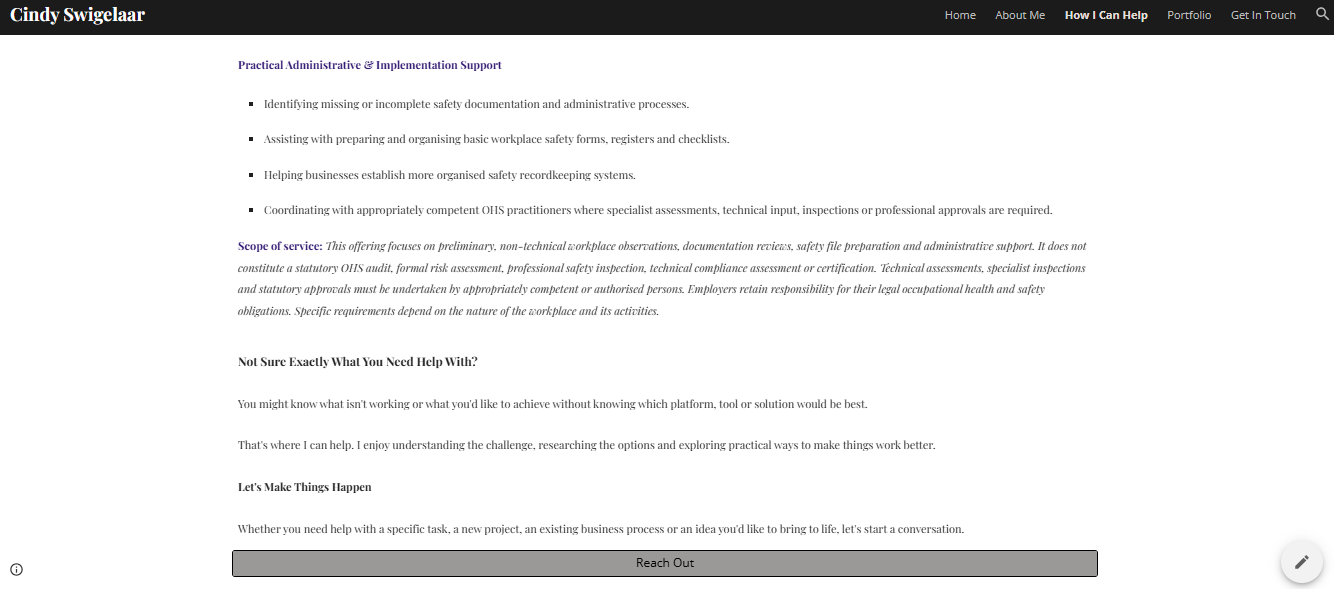 Cindy Swigelaar
Home About Me How I Can Help Portfolio Get In Touch
Practical Administrative & Implementation Support
Identifying missing or incomplete safety documentation and administrative processes.
Assisting with preparing and organising basic workplace safety forms, registers and checklists.
Helping businesses establish more organised safety recordkeeping systems.
Coordinating with appropriately competent OHS practitioners where specialist assessments, technical input, inspections or professional approvals are required.
Scope of service: This offering focuses on preliminary, non-technical workplace observations, documentation reviews, safety file preparation and administrative support. It does not
constitute a statutory OHS audit, formal risk assessment, professional safety inspection, technical compliance assessment or certification. Technical assessments, specialist inspections
and statutory approvals must be undertaken by appropriately competent or authorised persons. Employers retain responsibility for their legal occupational health and safety
obligations. Specific requirements depend on the nature of the workplace and its activities.
Not Sure Exactly What You Need Help With?
You might know what isn't working or what you'd like to achieve without knowing which platform, tool or solution would be best.
That's where I can help. I enjoy understanding the challenge, researching the options and exploring practical ways to make things work better.
Let's Make Things Happen
Whether you need help with a specific task, a new project, an existing business process or an idea you'd like to bring to life, let's start a conversation.
Reach Out